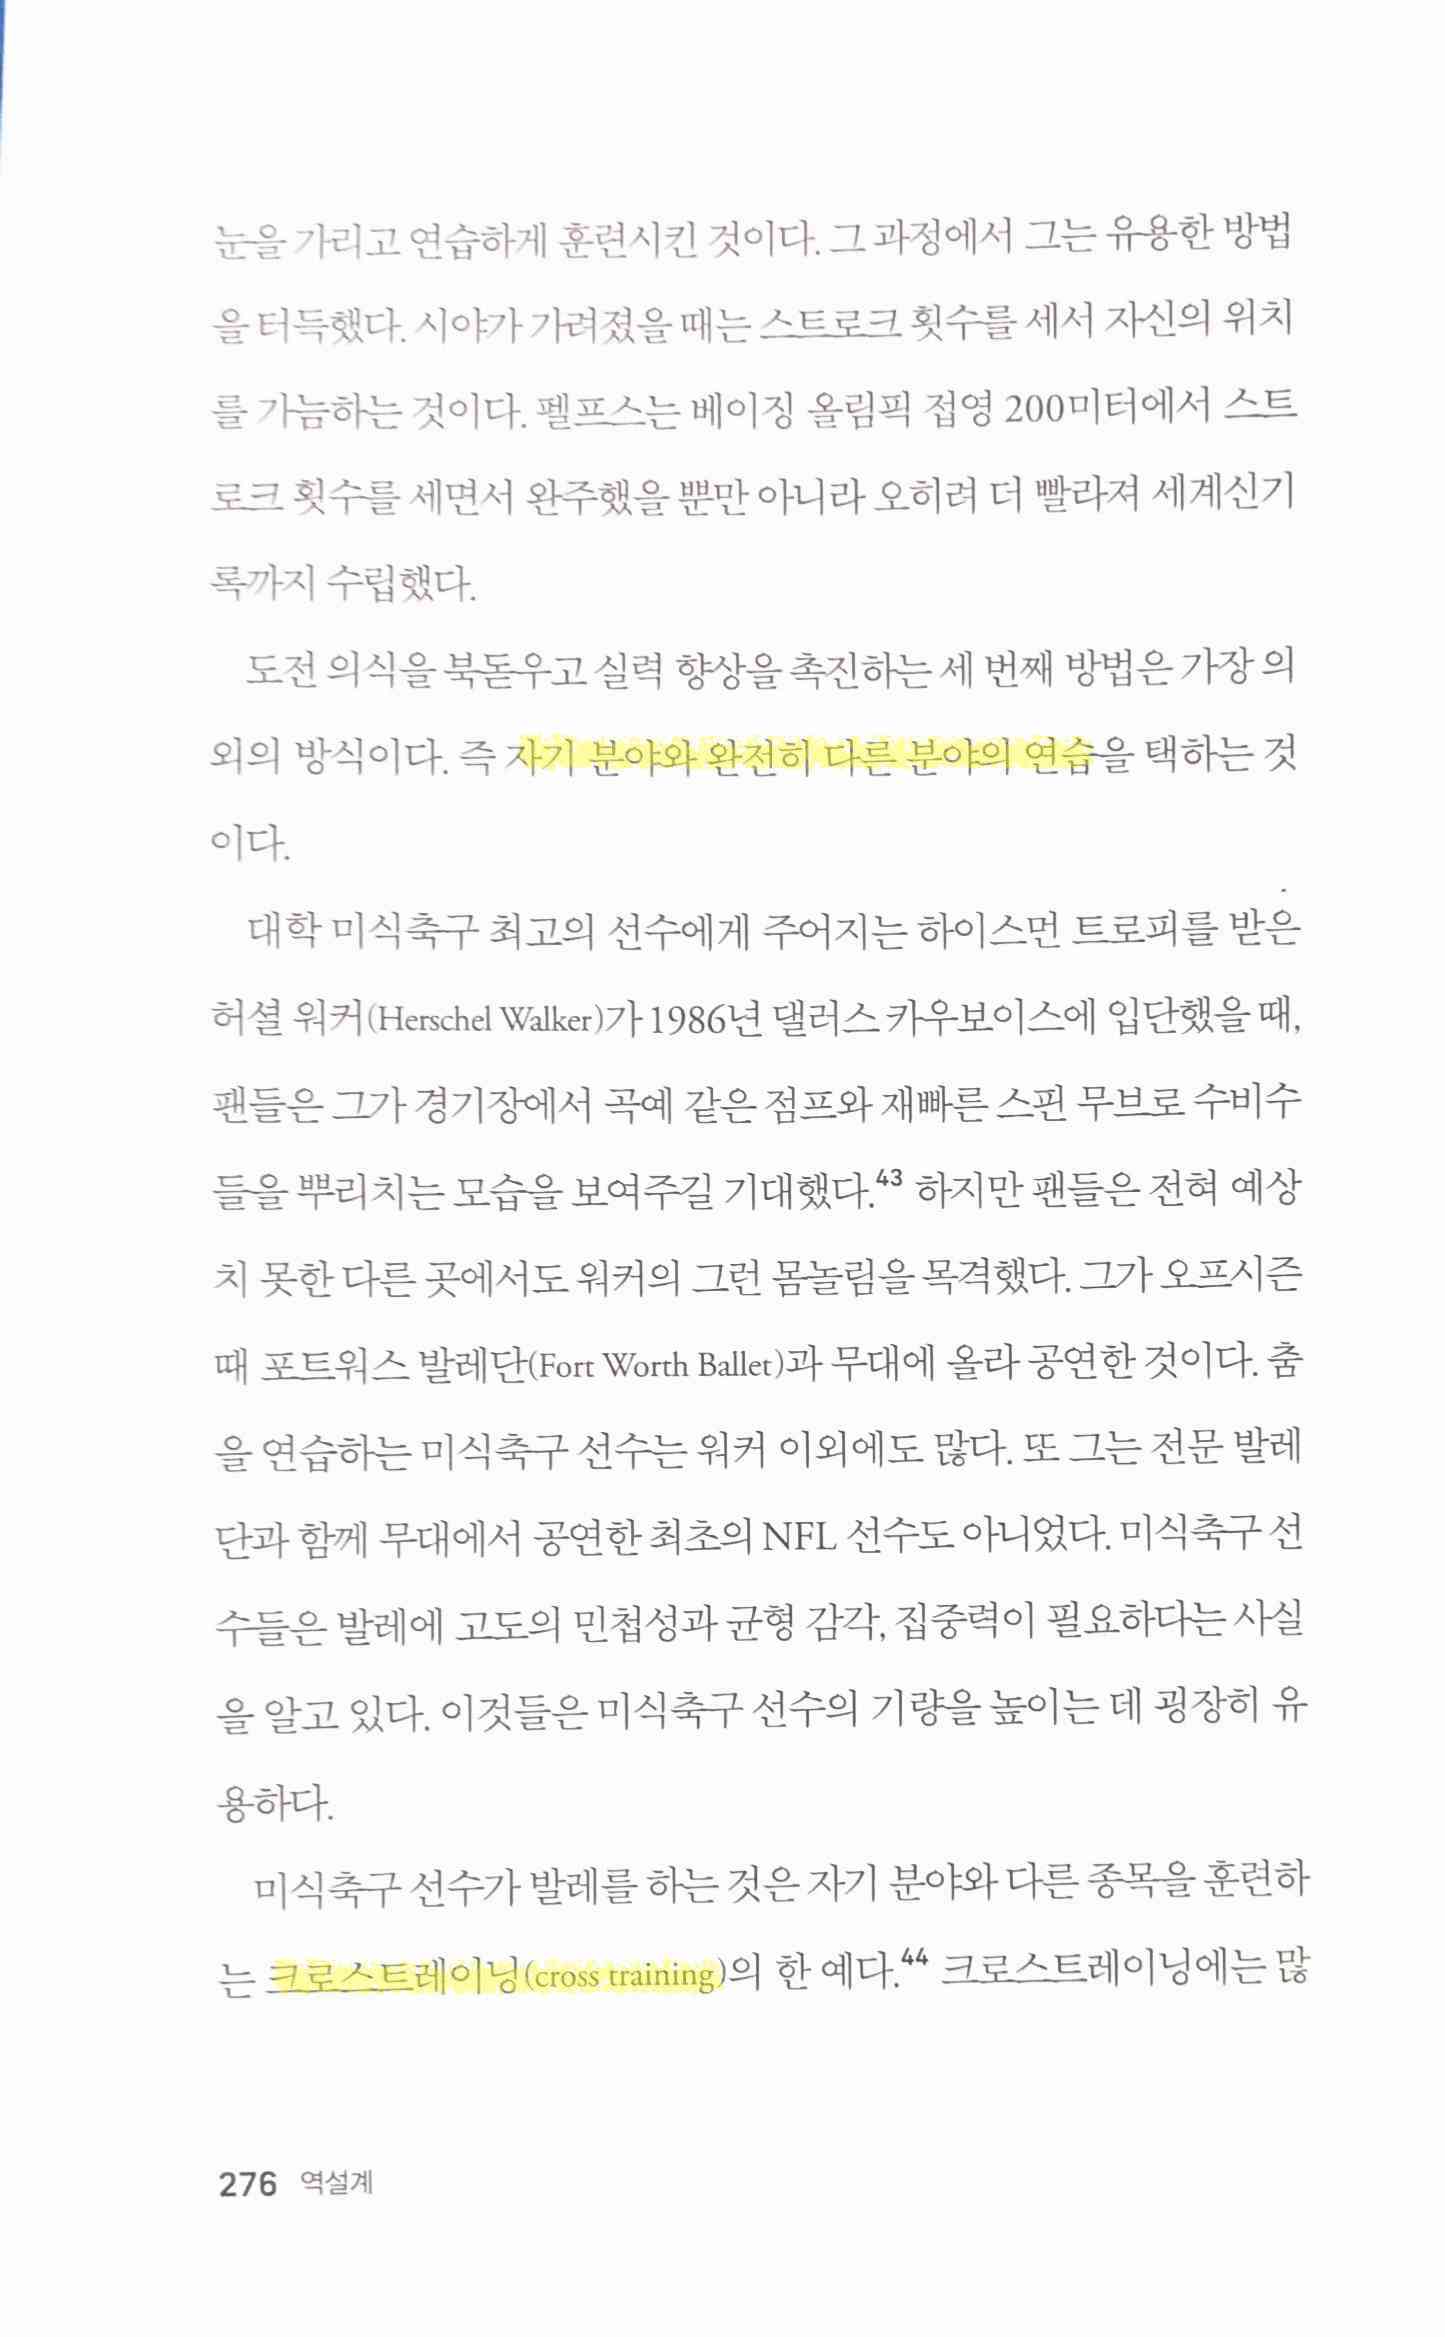 눈을 가리고 연습하게 훈련시킨 것이다. 그 과정에서 그는 유용한 방법
을 터득했다. 시야가 가려졌을 때는 스트로크 횟수를 세서 자신의 위치
를 가늠하는 것이다. 펠프스는 베이징 올림픽 접영 200미터에서 스트
로크 횟수를 세면서 완주했을 뿐만 아니라 오히려 더 빨라져 세계신기
록까지 수립했다.
도전 의식을 북돋우고 실력 향상을 촉진하는 세 번째 방법은 가장 의
외의 방식이다. 즉 자기 분야와 완전히 다른 분야의 연습을 택하는 것
이다.
대학 미식축구 최고의 선수에게 주어지는 하이스먼 트로피를 받은
허셜 워커(Herschel Walker)가 1986년 댈러스 카우보이스에 입단했을 때,
팬들은 그가 경기장에서 곡예 같은 점프와 재빠른 스핀 무브로 수비수
들을 뿌리치는 모습을 보여주길 기대했다.43 하지만 팬들은 전혀 예상
치 못한 다른 곳에서도 워커의 그런 몸놀림을 목격했다. 그가 오프시즌
때 포트워스 발레단(Fort Worth Ballet)과 무대에 올라 공연한 것이다. 춤
을 연습하는 미식축구 선수는 워커 이외에도 많다. 또 그는 전문 발레
단과 함께 무대에서 공연한 최초의 NFL 선수도 아니었다. 미식축구 선
수들은 발레에 고도의 민첩성과 균형 감각, 집중력이 필요하다는 사실
을 알고 있다. 이것들은 미식축구 선수의 기량을 높이는 데 굉장히 유
용하다.
미식축구 선수가 발레를 하는 것은 자기 분야와 다른 종목을 훈련하
는 크로스트레이닝(cross training)의 한 예다.44 크로스트레이닝에는 많
276 역설계